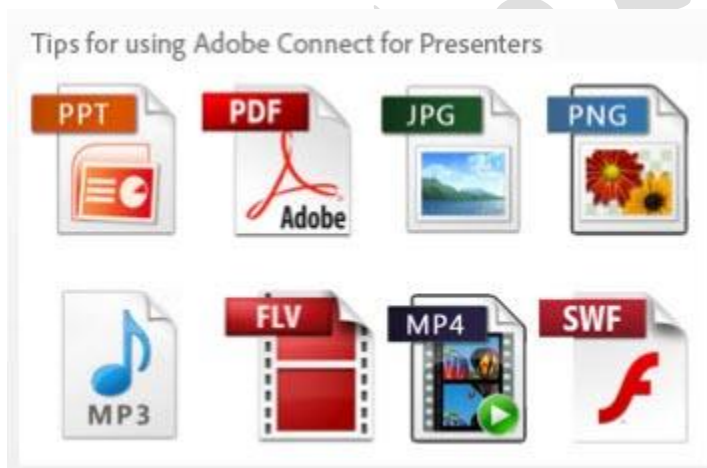 Tips for using Adobe Connect for Presenters
PPT PDF JPG PNG
Adobe
FLV MP4 SWF
MP3